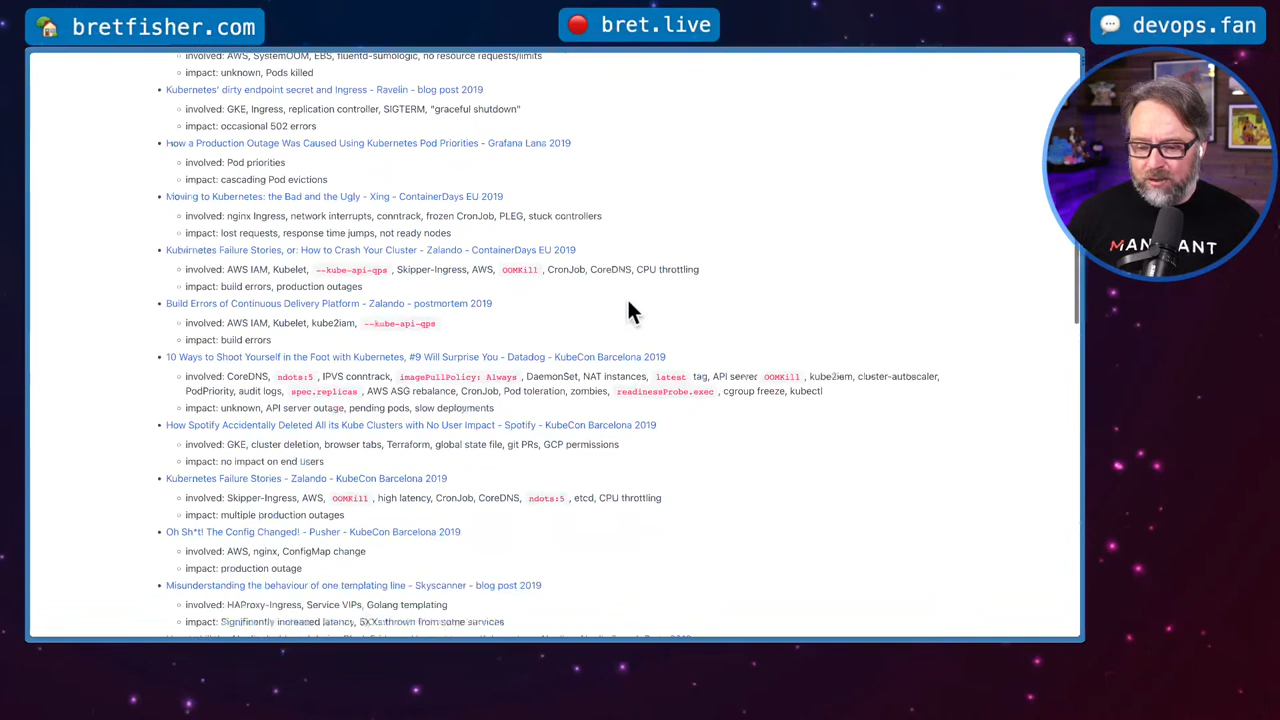 bretfisher.com
bret.live
devops.fan
involved: AWS, SystemOOM, EBS, fluentd-sumologic, no resource requests/limits
impact: unknown, Pods killed
Kubernetes' dirty endpoint secret and Ingress - Ravelin - blog post 2019
involved: GKE, Ingress, replication controller, SIGTERM, "graceful shutdown"
impact: occasional 502 errors
How a Production Outage Was Caused Using Kubernetes Pod Priorities - Grafana Labs 2019
involved: Pod priorities
impact: cascading Pod evictions
Moving to Kubernetes: the Bad and the Ugly - Xing - ContainerDays EU 2019
involved: nginx Ingress, network interrupts, conntrack, frozen CronJob, PLEG, stuck controllers
impact: lost requests, response time jumps, not ready nodes
Kubernetes Failure Stories, or: How to Crash Your Cluster - Zalando - ContainerDays EU 2019
involved: AWS IAM, Kubelet, --kube-api-qps , Skipper-Ingress, AWS, OOMKill , CronJob, CoreDNS, CPU throttling
impact: build errors, production outages
Build Errors of Continuous Delivery Platform - Zalando - postmortem 2019
involved: AWS IAM, Kubelet, kube2iam, --kube-api-qps
impact: build errors
10 Ways to Shoot Yourself in the Foot with Kubernetes, #9 Will Surprise You - Datadog - KubeCon Barcelona 2019
involved: CoreDNS, ndots:5 , IPVS conntrack, imagePullPolicy: Always , DaemonSet, NAT instances, latest tag, API server OOMKill , kube2iam, cluster-autoscaler,
PodPriority, audit logs, spec.replicas , AWS ASG rebalance, CronJob, Pod toleration, zombies, readinessProbe.exec , cgroup freeze, kubectl
impact: unknown, API server outage, pending pods, slow deployments
How Spotify Accidentally Deleted All its Kube Clusters with No User Impact - Spotify - KubeCon Barcelona 2019
involved: GKE, cluster deletion, browser tabs, Terraform, global state file, git PRs, GCP permissions
impact: no impact on end users
Kubernetes Failure Stories - Zalando - KubeCon Barcelona 2019
involved: Skipper-Ingress, AWS, OOMKill , high latency, CronJob, CoreDNS, ndots:5 , etcd, CPU throttling
impact: multiple production outages
Oh Sh*t! The Config Changed! - Pusher - KubeCon Barcelona 2019
involved: AWS, nginx, ConfigMap change
impact: production outage
Misunderstanding the behaviour of one templating line - Skyscanner - blog post 2019
involved: HAProxy-Ingress, Service VIPs, Golang templating
impact: Significantly increased latency, 5XXs thrown from some services